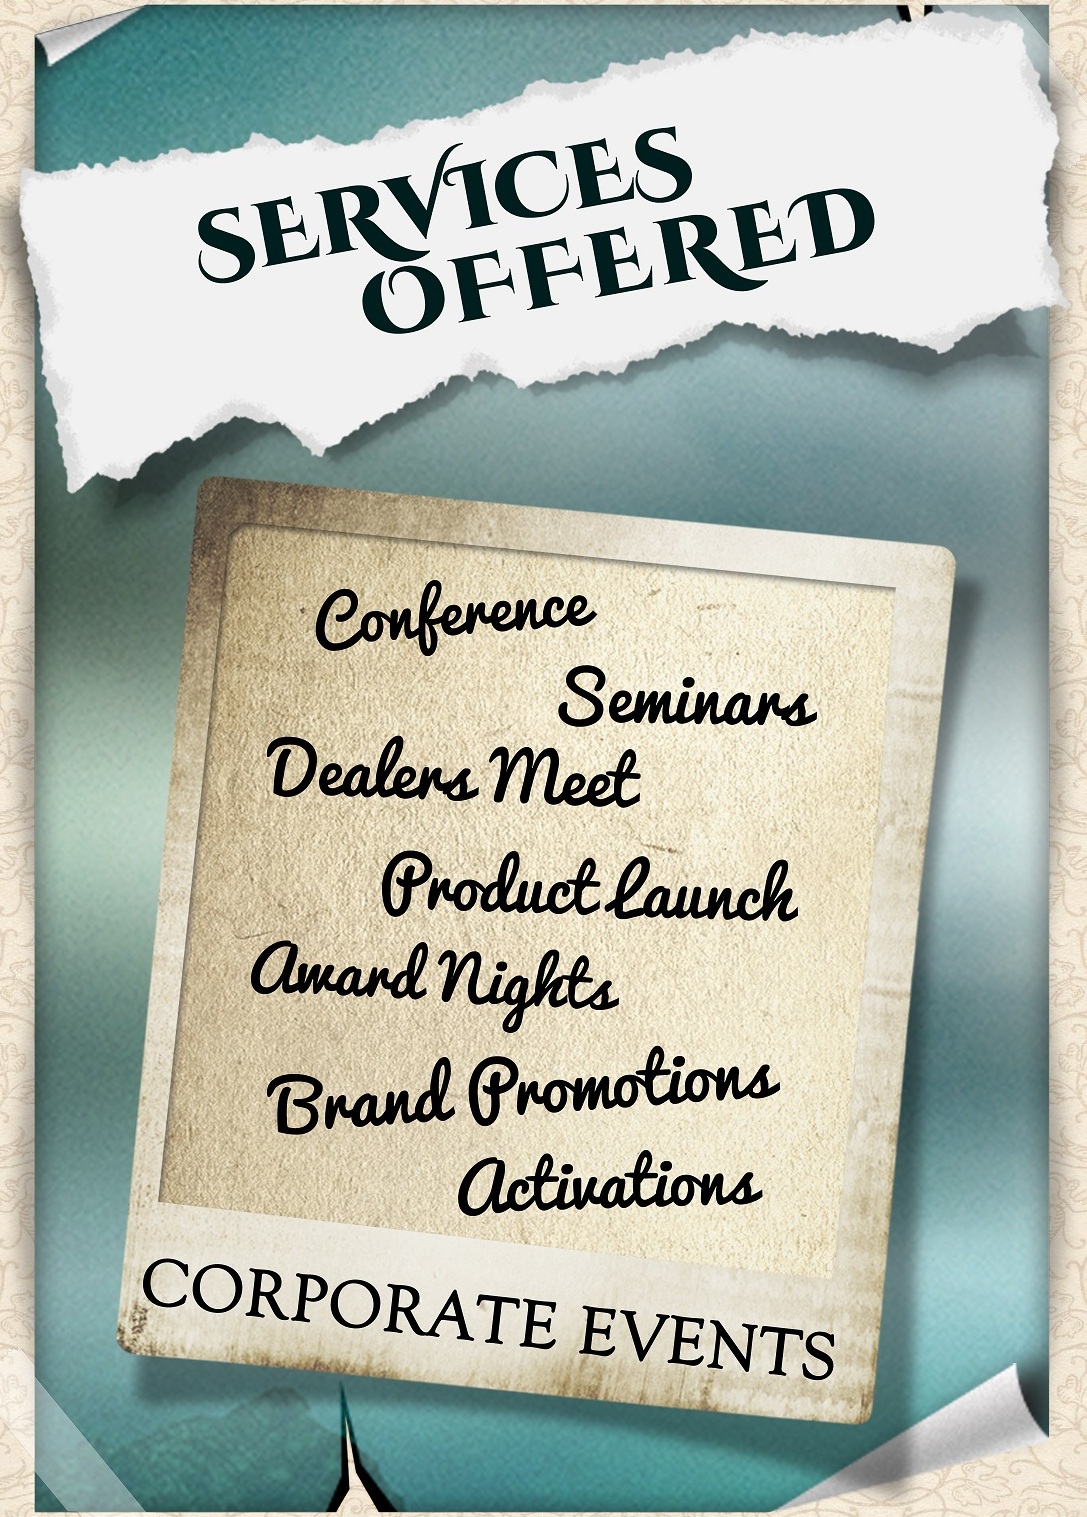 SERVICES
OFFERED
Conference
Seminars
Dealers Meet
Product Launch
Award Nights
Brand Promotions
Activations
CORPORATE EVENTS